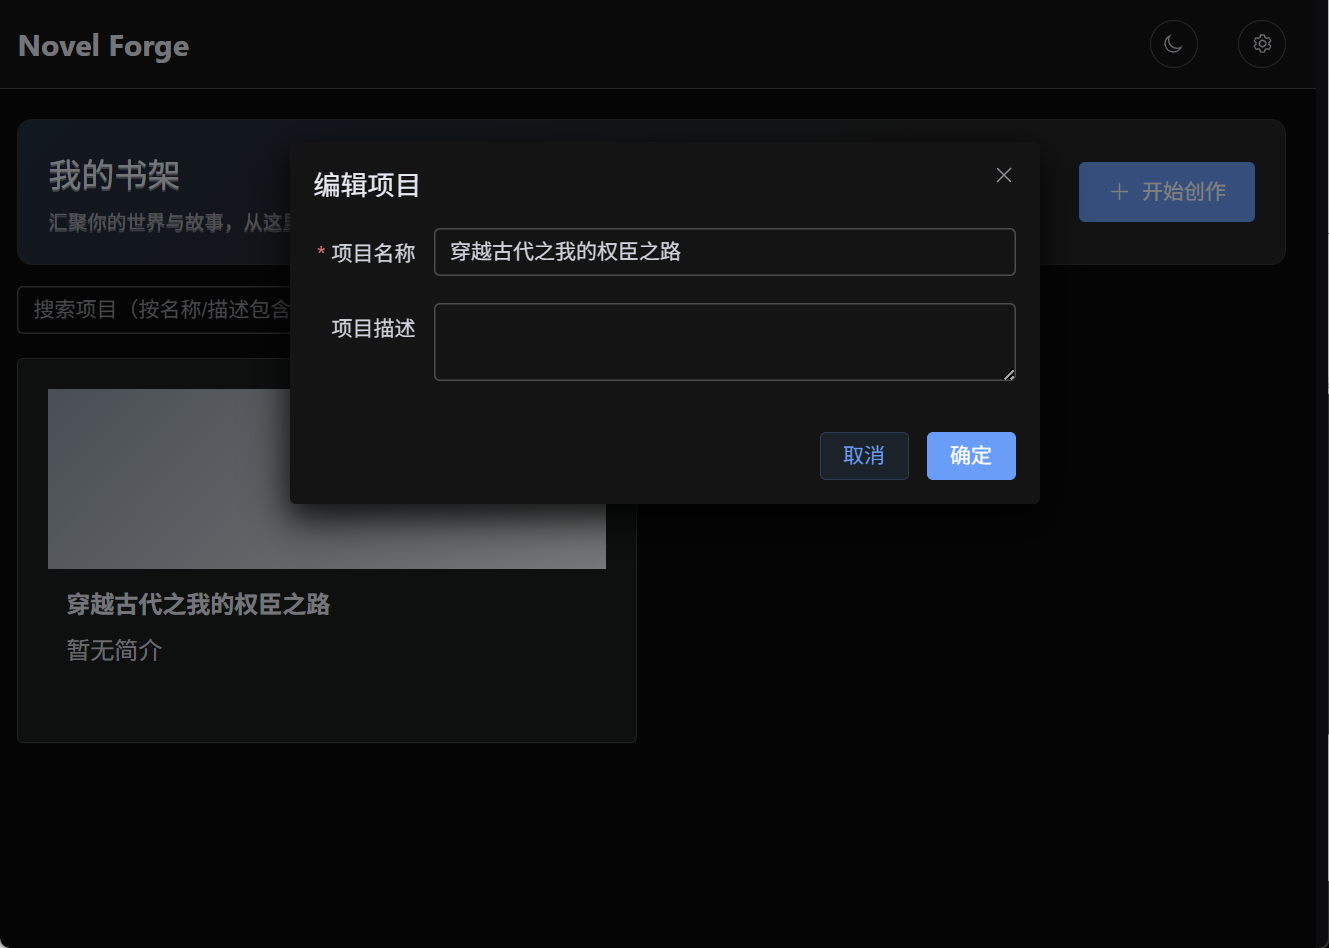 Novel Forge
我的书架
汇聚你的世界与故事，从这
开始创作
搜索项目（按名称/描述包含
编辑项目
* 项目名称
穿越古代之我的权臣之路
项目描述
取消
确定
穿越古代之我的权臣之路
暂无简介